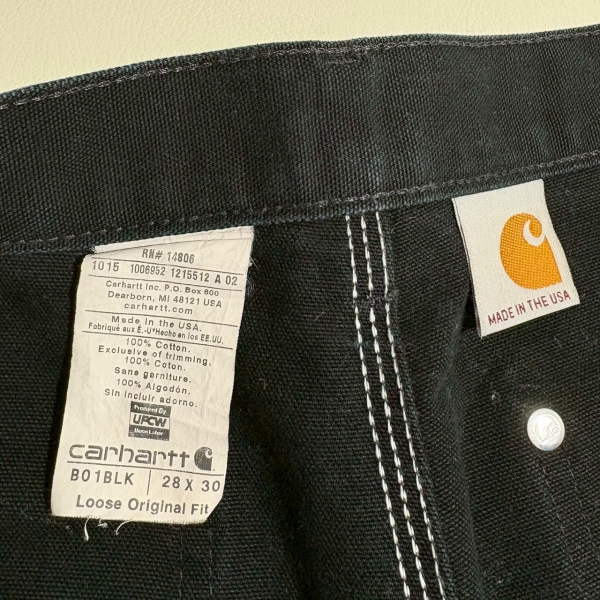 RN# 14806
1015 1006952 1215512 A 02
Carhartt Inc. P.O. Box 600
Dearborn, MI 48121 USA
carhartt.com
Made in the USA.
Fabriqué aux É.-U•Hecho en los EE.UU.
100% Cotton.
Exclusive of trimming.
100% Coton.
Sans garniture.
100% Algodón.
Sin incluir adorno.
Produced By
UFCW
Union Labor
carhartt
B01BLK 28 X 30
Loose Original Fit
MADE IN THE USA